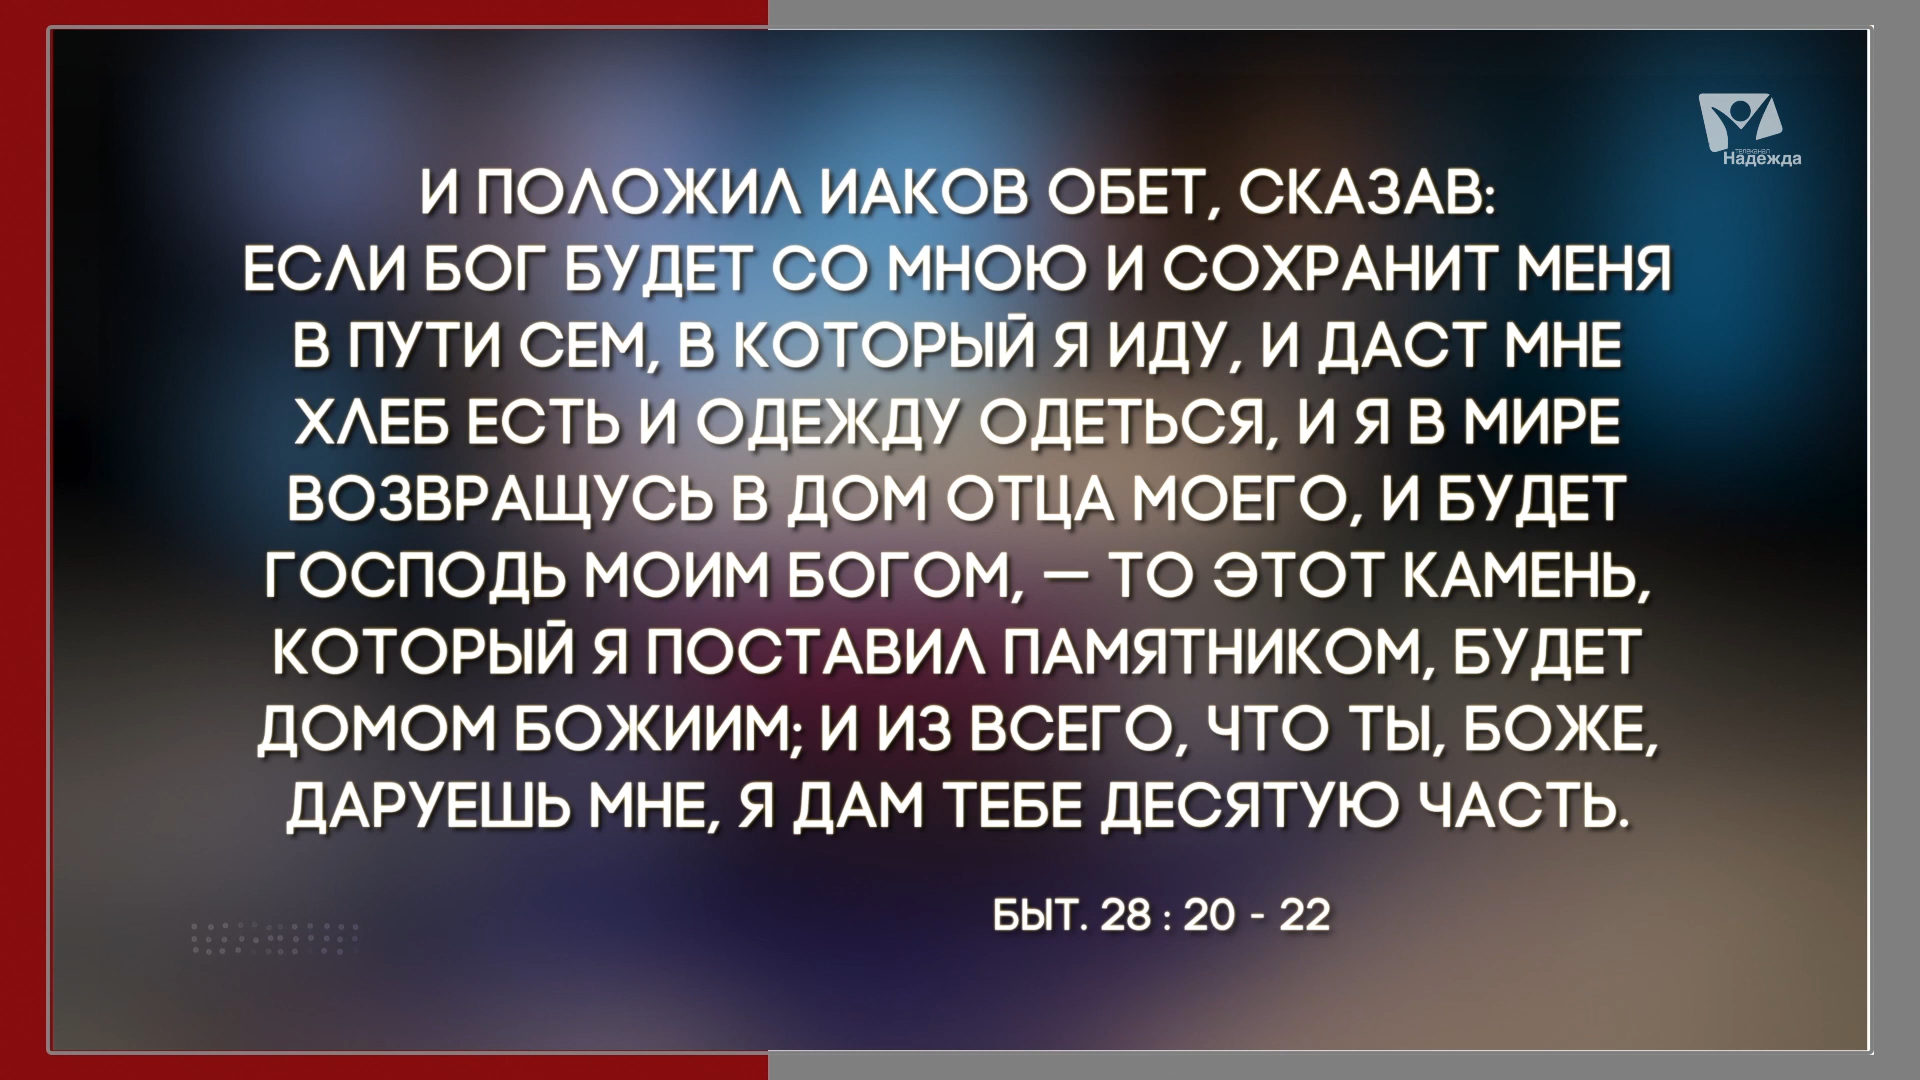 телеканал
Надежда
И ПОЛОЖИЛ ИАКОВ ОБЕТ, СКАЗАВ:
ЕСЛИ БОГ БУДЕТ СО МНОЮ И СОХРАНИТ МЕНЯ
В ПУТИ СЕМ, В КОТОРЫЙ Я ИДУ, И ДАСТ МНЕ
ХЛЕБ ЕСТЬ И ОДЕЖДУ ОДЕТЬСЯ, И Я В МИРЕ
ВОЗВРАЩУСЬ В ДОМ ОТЦА МОЕГО, И БУДЕТ
ГОСПОДЬ МОИМ БОГОМ, — ТО ЭТОТ КАМЕНЬ,
КОТОРЫЙ Я ПОСТАВИЛ ПАМЯТНИКОМ, БУДЕТ
ДОМОМ БОЖИИМ; И ИЗ ВСЕГО, ЧТО ТЫ, БОЖЕ,
ДАРУЕШЬ МНЕ, Я ДАМ ТЕБЕ ДЕСЯТУЮ ЧАСТЬ.
БЫТ. 28 : 20 - 22